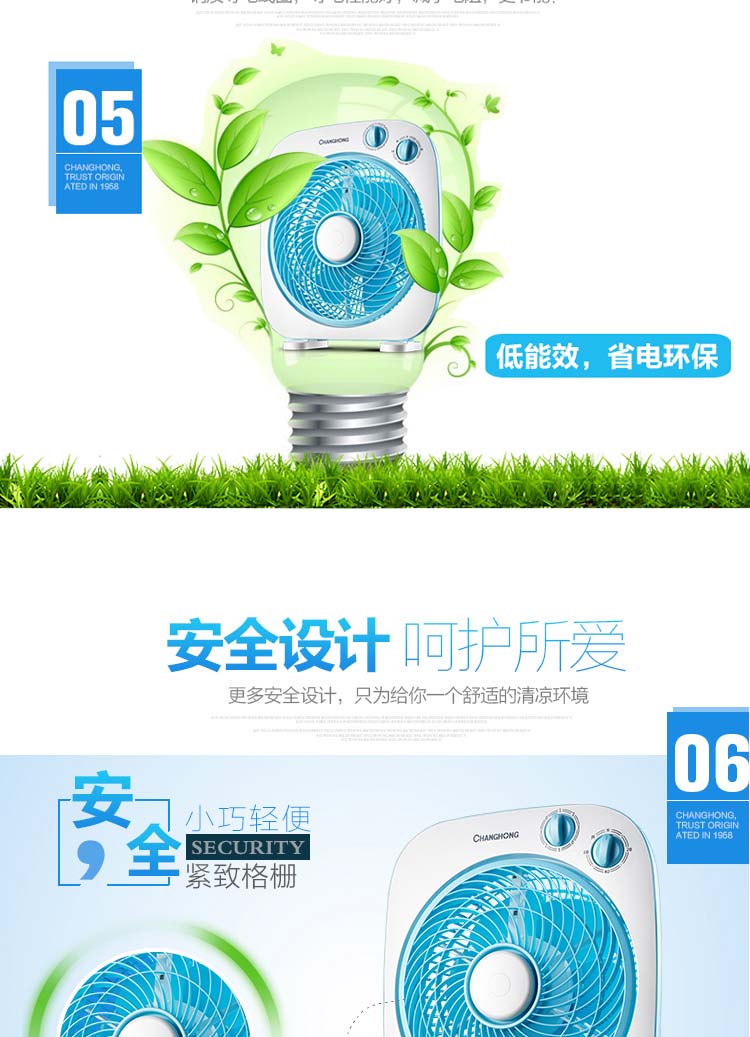 05
CHANGHONG,
TRUST ORIGIN
ATED IN 1958
CHANGHONG
低能效，省电环保
安全设计 呵护所爱
更多安全设计，只为给你一个舒适的清凉环境
06
CHANGHONG,
TRUST ORIGIN
ATED IN 1958
安全
小巧轻便
SECURITY
紧致格栅
CHANGHONG